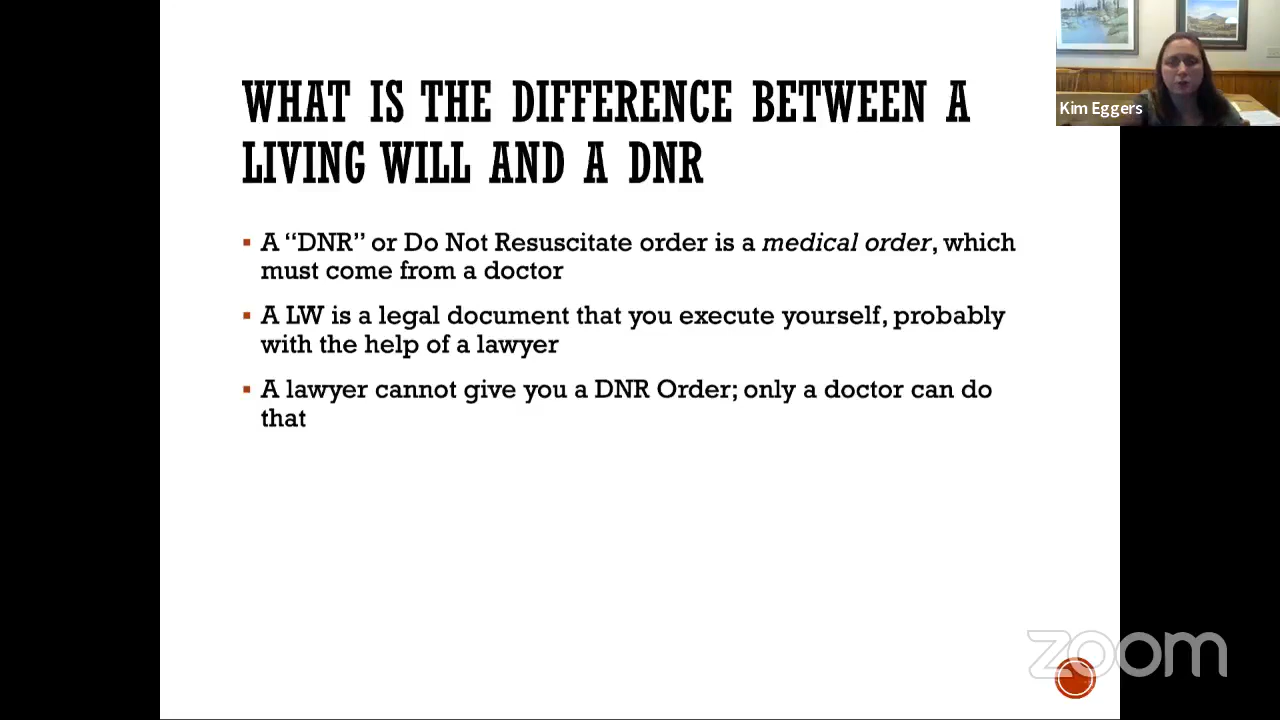 WHAT IS THE DIFFERENCE BETWEEN A
LIVING WILL AND A DNR
▪ A “DNR” or Do Not Resuscitate order is a medical order, which
must come from a doctor
▪ A LW is a legal document that you execute yourself, probably
with the help of a lawyer
▪ A lawyer cannot give you a DNR Order; only a doctor can do
that
Kim Eggers
zoom